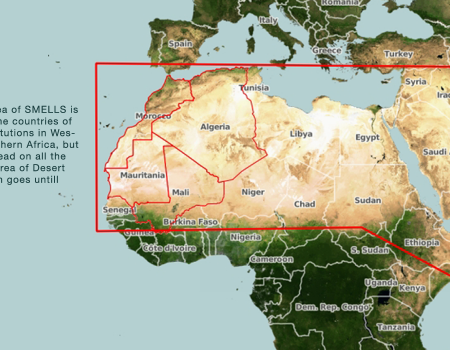 ea of SMELLS is
he countries of
tutions in Wes-
hern Africa, but
ead on all the
rea of Desert
n goes untill
Romania
Italy
Spain
Greece
Turkey
Syria
Tunisia
Ira
Morocco
Algeria
Libya
Egypt
Saudi
Mauritania
Mali
Niger
Chad
Sudan
Senegal
Burkina Faso
Guinea
Nigeria
Côte d'Ivoire
Ethiopia
S. Sudan
Cameroon
Uganda
Kenya
Dem. Rep. Congo
Tanzania